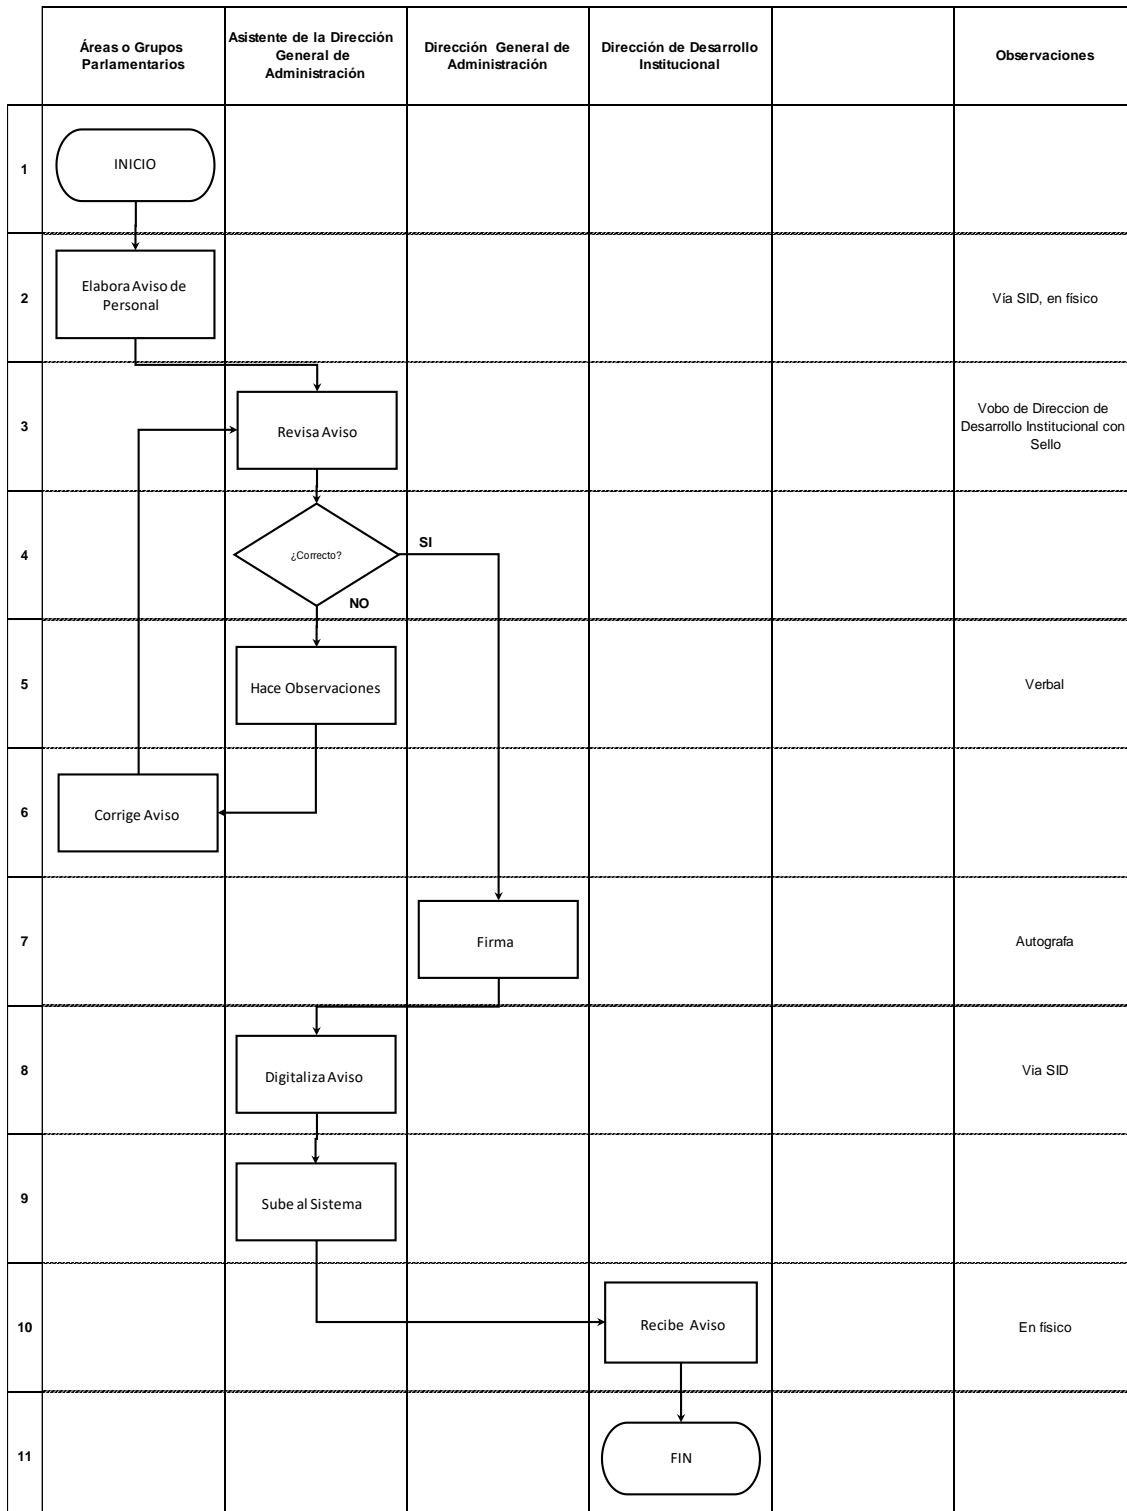 Áreas o Grupos
Parlamentarios
Asistente de la Dirección
General de
Administración
Dirección General de
Administración
Dirección de Desarrollo
Institucional
Observaciones
1
INICIO
2
Elabora Aviso de
Personal
Vía SID, en físico
3
Revisa Aviso
Vobo de Direccion de
Desarrollo Institucional con
Sello
4
¿Correcto?
SI
NO
5
Hace Observaciones
Verbal
6
Corrige Aviso
7
Firma
Autografa
8
Digitaliza Aviso
Via SID
9
Sube al Sistema
10
Recibe Aviso
En físico
11
FIN